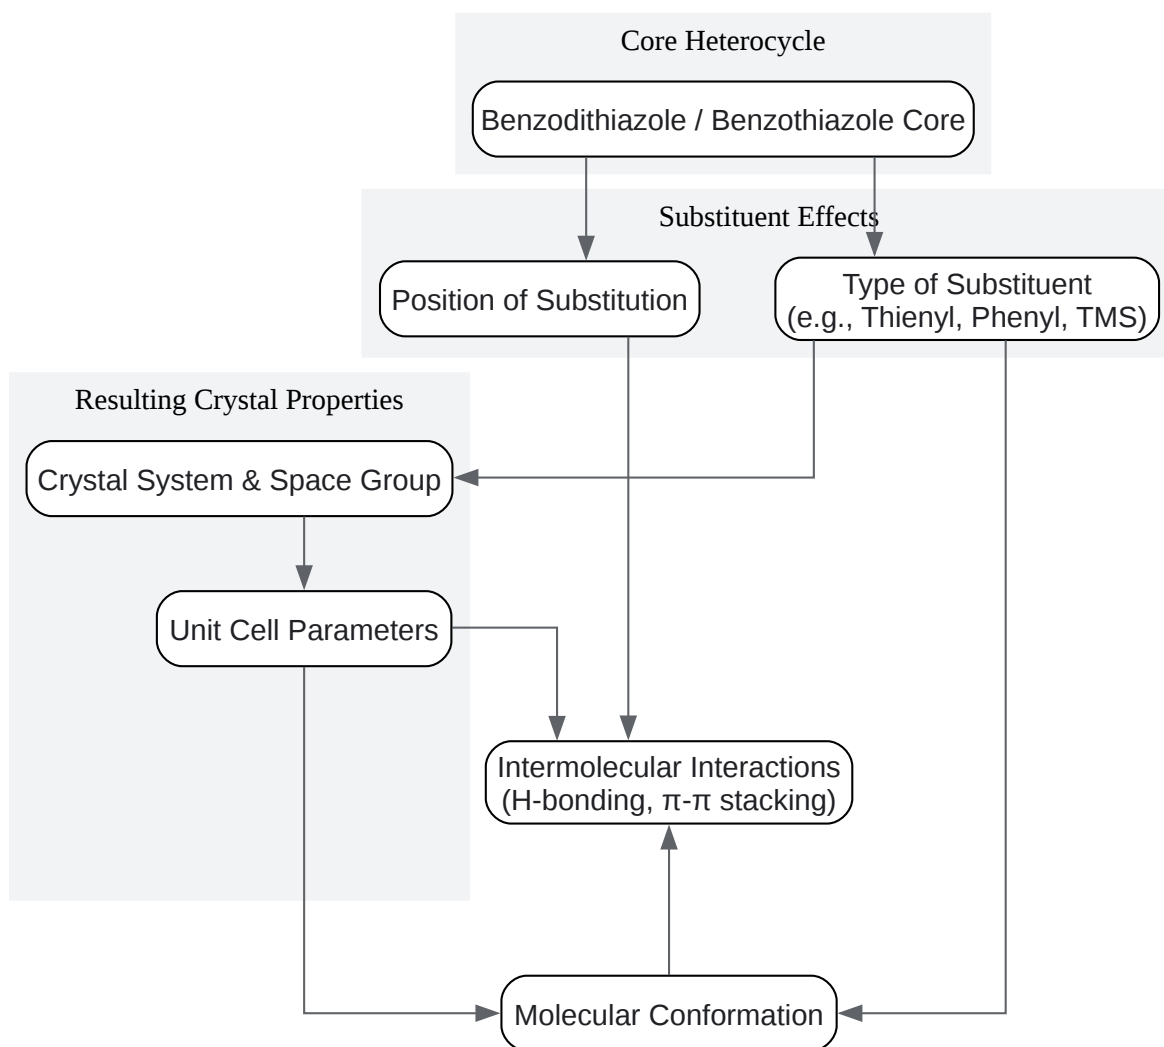 Core Heterocycle
Benzodithiazole / Benzothiazole Core
Substituent Effects
Position of Substitution
Type of Substituent
(e.g., Thienyl, Phenyl, TMS)
Resulting Crystal Properties
Crystal System & Space Group
Unit Cell Parameters
Intermolecular Interactions
(H-bonding, π-π stacking)
Molecular Conformation